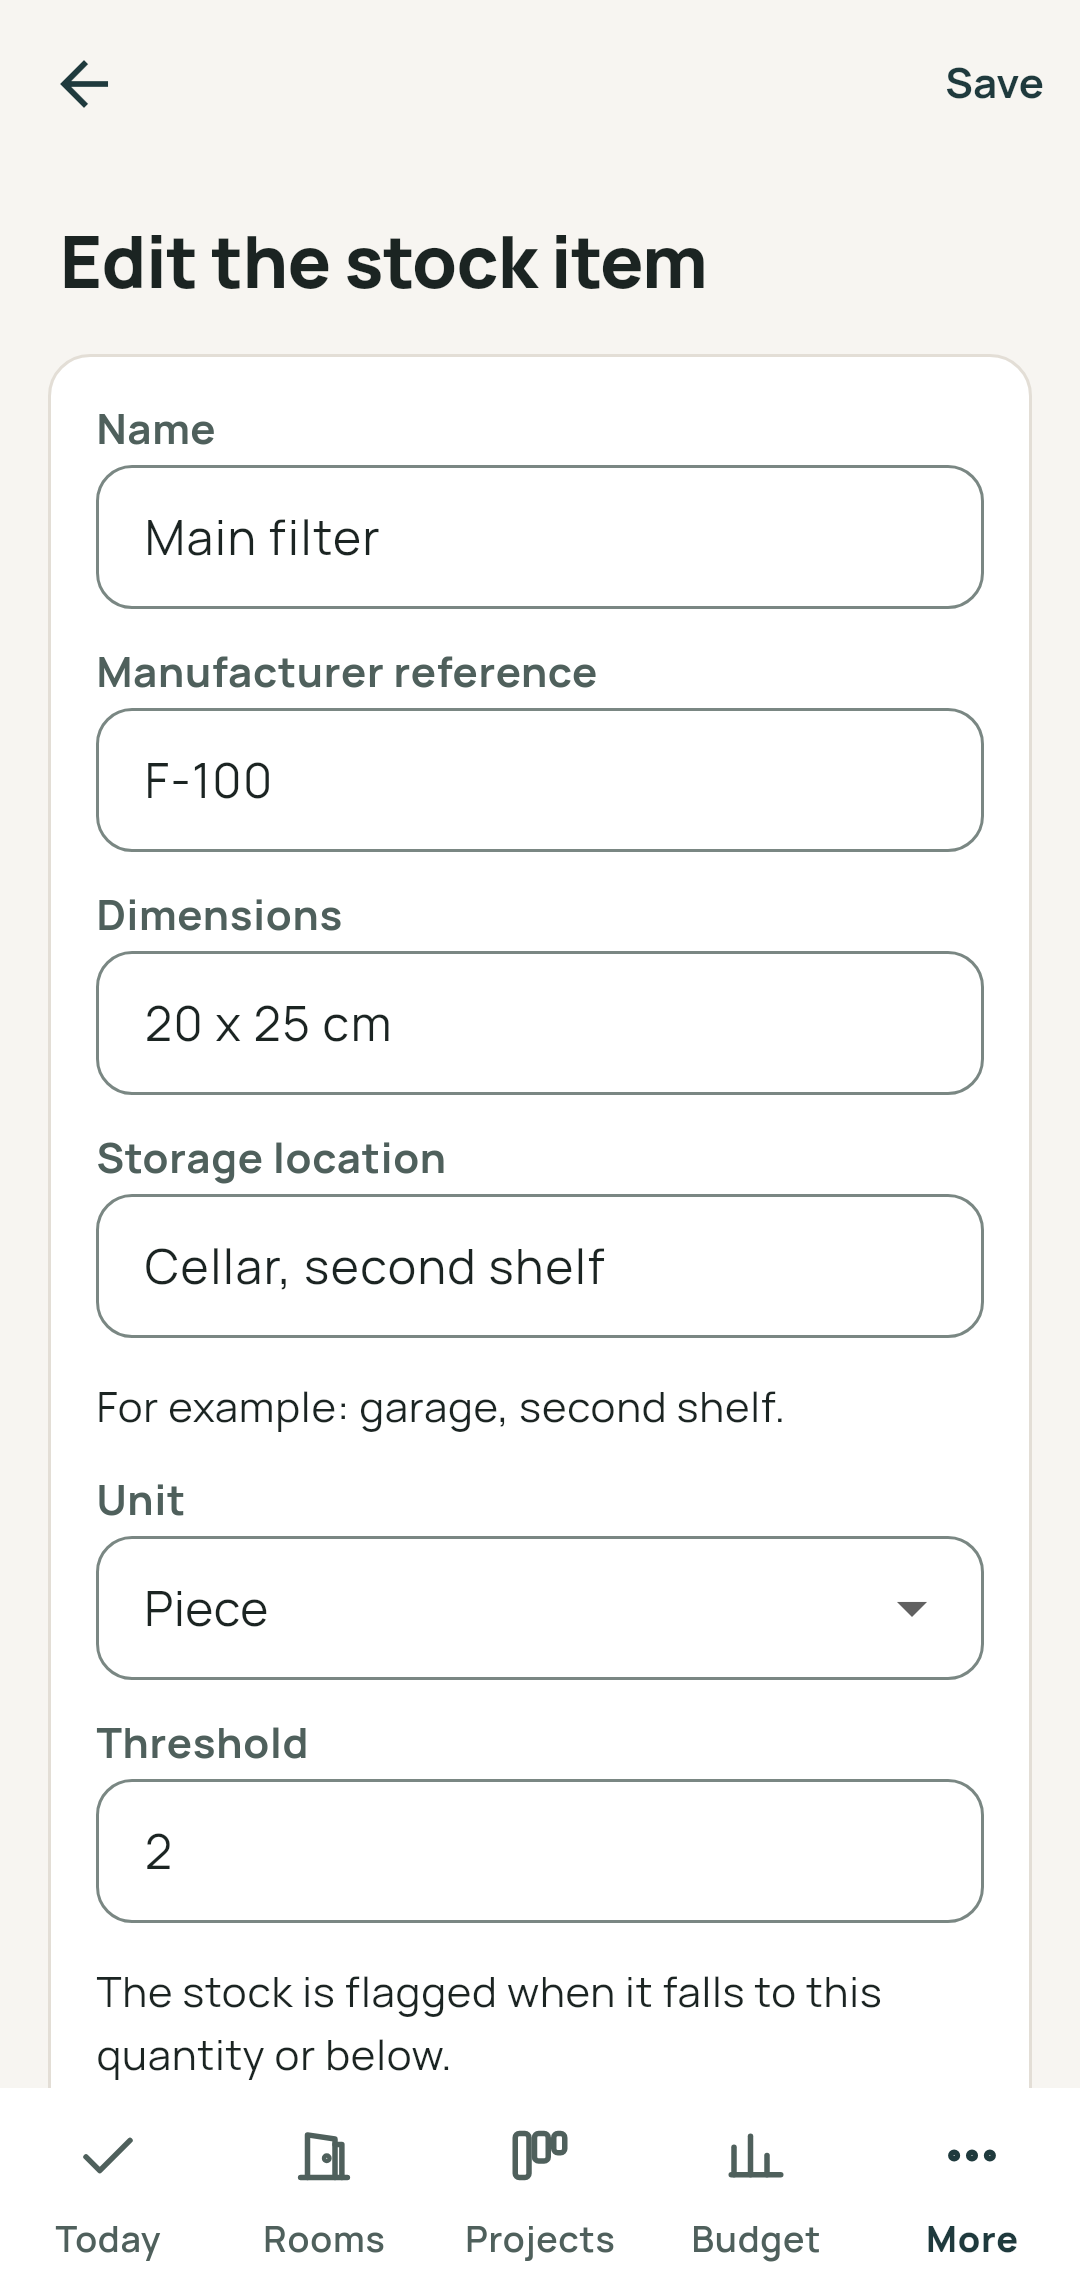 Save
Edit the stock item
Name
Main filter
Manufacturer reference
F-100
Dimensions
20 x 25 cm
Storage location
Cellar, second shelf
For example: garage, second shelf.
Unit
Piece
Threshold
2
The stock is flagged when it falls to this
quantity or below.
Today
Rooms
Projects
Budget
More